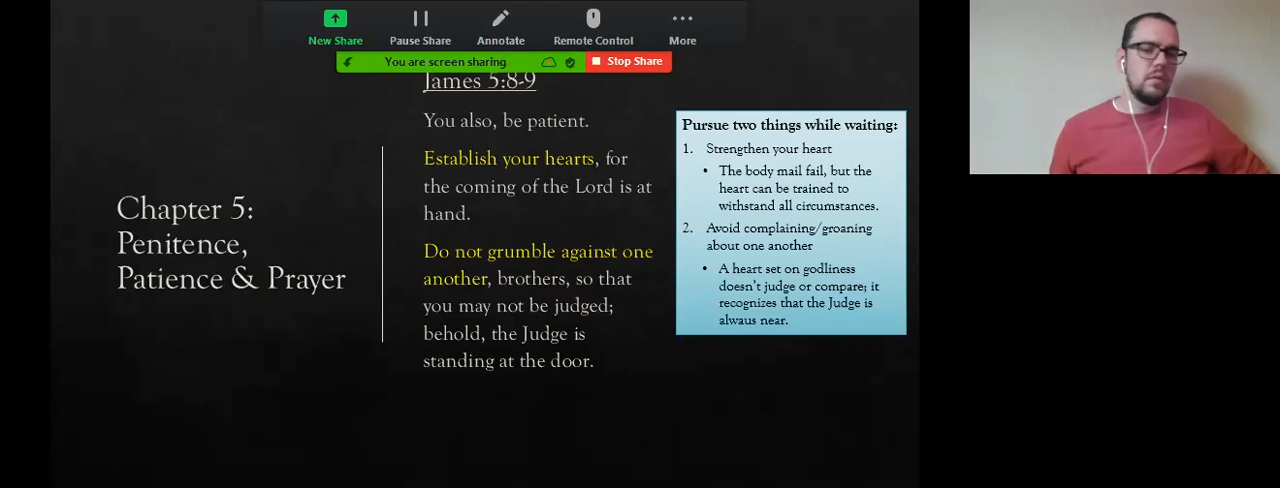 New Share
Pause Share
Annotate
Remote Control
More
You are screen sharing
Stop Share
Chapter 5:
Penitence,
Patience & Prayer
James 5:8-9
You also, be patient.
Establish your hearts, for
the coming of the Lord is at
hand.
Do not grumble against one
another, brothers, so that
you may not be judged;
behold, the Judge is
standing at the door.
Pursue two things while waiting:
1. Strengthen your heart
• The body mail fail, but the
heart can be trained to
withstand all circumstances.
2. Avoid complaining/groaning
about one another
• A heart set on godliness
doesn't judge or compare; it
recognizes that the Judge is
alwaus near.